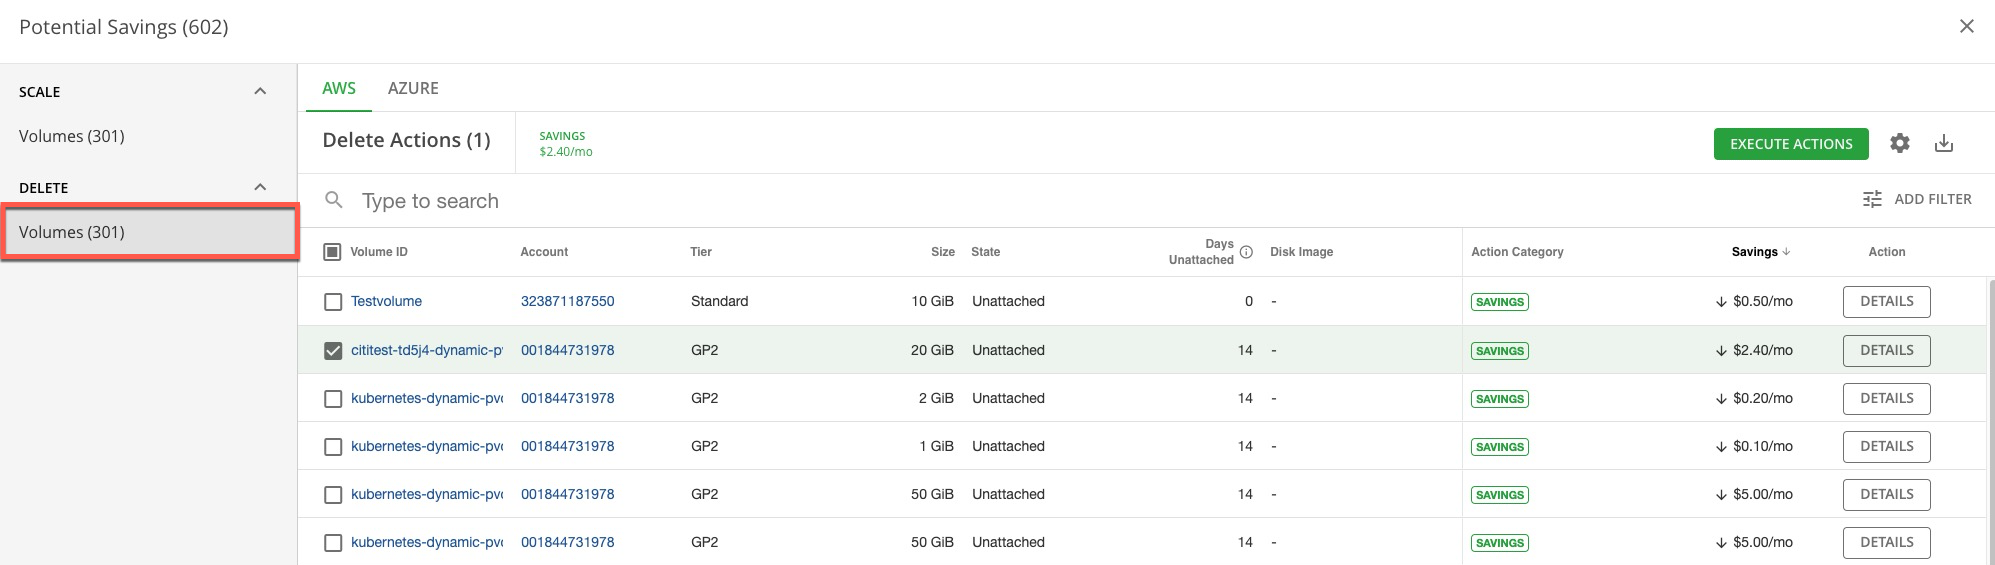 Potential Savings (602)
SCALE
Volumes (301)
DELETE
Volumes (301)
AWS AZURE
Delete Actions (1)
SAVINGS
$2.40/mo
EXECUTE ACTIONS
Type to search
ADD FILTER
Volume ID Account Tier Size State Days Unattached Disk Image Action Category Savings Action
Testvolume 323871187550 Standard 10 GiB Unattached 0 - SAVINGS $0.50/mo DETAILS
cititest-td5j4-dynamic-p 001844731978 GP2 20 GiB Unattached 14 - SAVINGS $2.40/mo DETAILS
kubernetes-dynamic-pv 001844731978 GP2 2 GiB Unattached 14 - SAVINGS $0.20/mo DETAILS
kubernetes-dynamic-pv 001844731978 GP2 1 GiB Unattached 14 - SAVINGS $0.10/mo DETAILS
kubernetes-dynamic-pv 001844731978 GP2 50 GiB Unattached 14 - SAVINGS $5.00/mo DETAILS
kubernetes-dynamic-pv 001844731978 GP2 50 GiB Unattached 14 - SAVINGS $5.00/mo DETAILS